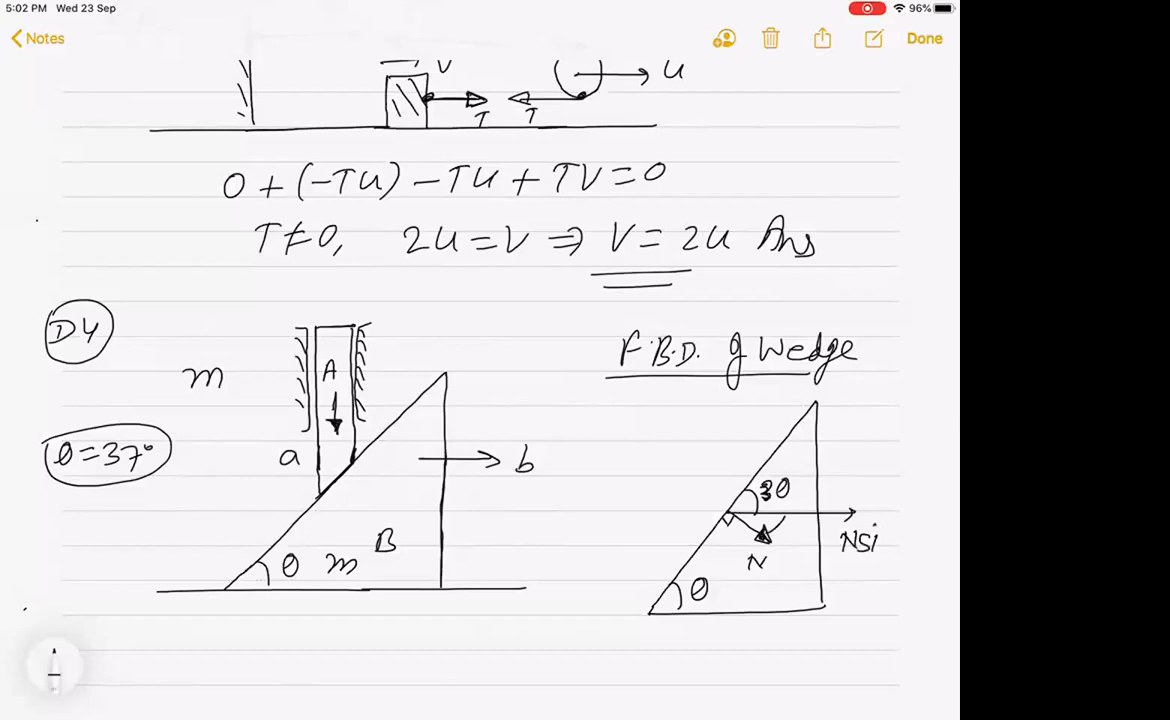 5:02 PM Wed 23 Sep
96%
Notes
Done
V
u
T
T
0 + (-Tu) - Tu + TV = 0
T≠0, 2u = V ⇒ V = 2u Ans
D4
F.B.D. of Wedge
m
A
θ = 37°
a
b
B
θ
m
θ
N
NSi
θ